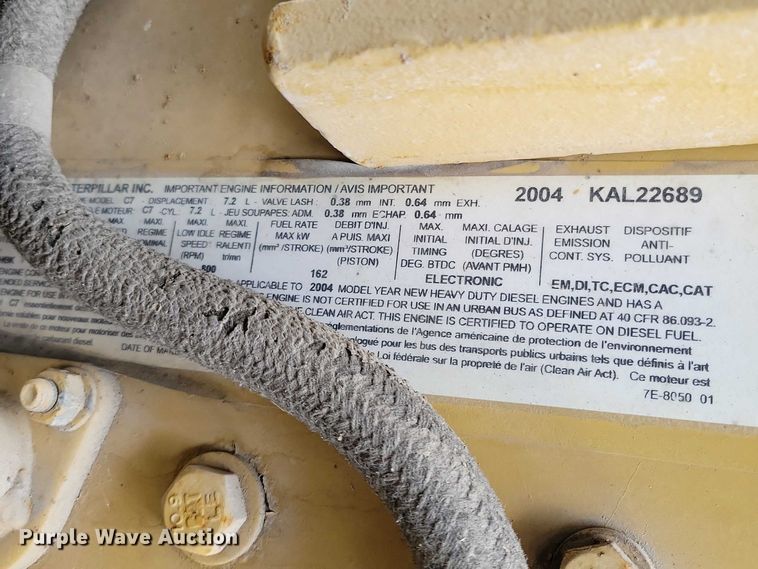 TERPILLAR INC. IMPORTANT ENGINE INFORMATION / AVIS IMPORTANT 2004 KAL22689
MODEL C7 - DISPLACEMENT: 7.2 L - VALVE LASH: 0.38 mm INT. 0.64 mm EXH.
MOTEUR C7 -CYL: 7.2 L - JEU SOUPAPES: ADM. 0.38 mm ECHAP. 0.64 mm
MAXI.
REGIME
MAX.
LOW IDLE
SPEED
(RPM)
MAXI
REGIME
RALENTI
tr/mn
800
FUEL RATE
MAX kW
(mm³/STROKE)
DEBIT D'INJ.
A PUIS. MAXI
(mm³/STROKE)
(PISTON)
162
MAX.
INITIAL
TIMING
DEG. BTDC
MAXI. CALAGE
INITIAL D'INJ.
(DEGRES)
(AVANT PMH)
ELECTRONIC
EXHAUST
EMISSION
CONT. SYS.
DISPOSITIF
ANTI-
POLLUANT
EM,DI,TC,ECM,CAC,CAT
APPLICABLE TO 2004 MODEL YEAR NEW HEAVY DUTY DIESEL ENGINES AND HAS A
ENGINE IS NOT CERTIFIED FOR USE IN AN URBAN BUS AS DEFINED AT 40 CFR 86.093-2.
CLEAN AIR ACT. THIS ENGINE IS CERTIFIED TO OPERATE ON DIESEL FUEL.
réglementations de l'Agence américaine de protection de l'environnement
pour les bus des transports publics urbains tels que définis à l'art
Loi fédérale sur la propreté de l'air (Clean Air Act). Ce moteur est
carburant diesel.
DATE OF
7E-8050 01
10.9
CAT
LE
Purple Wave Auction